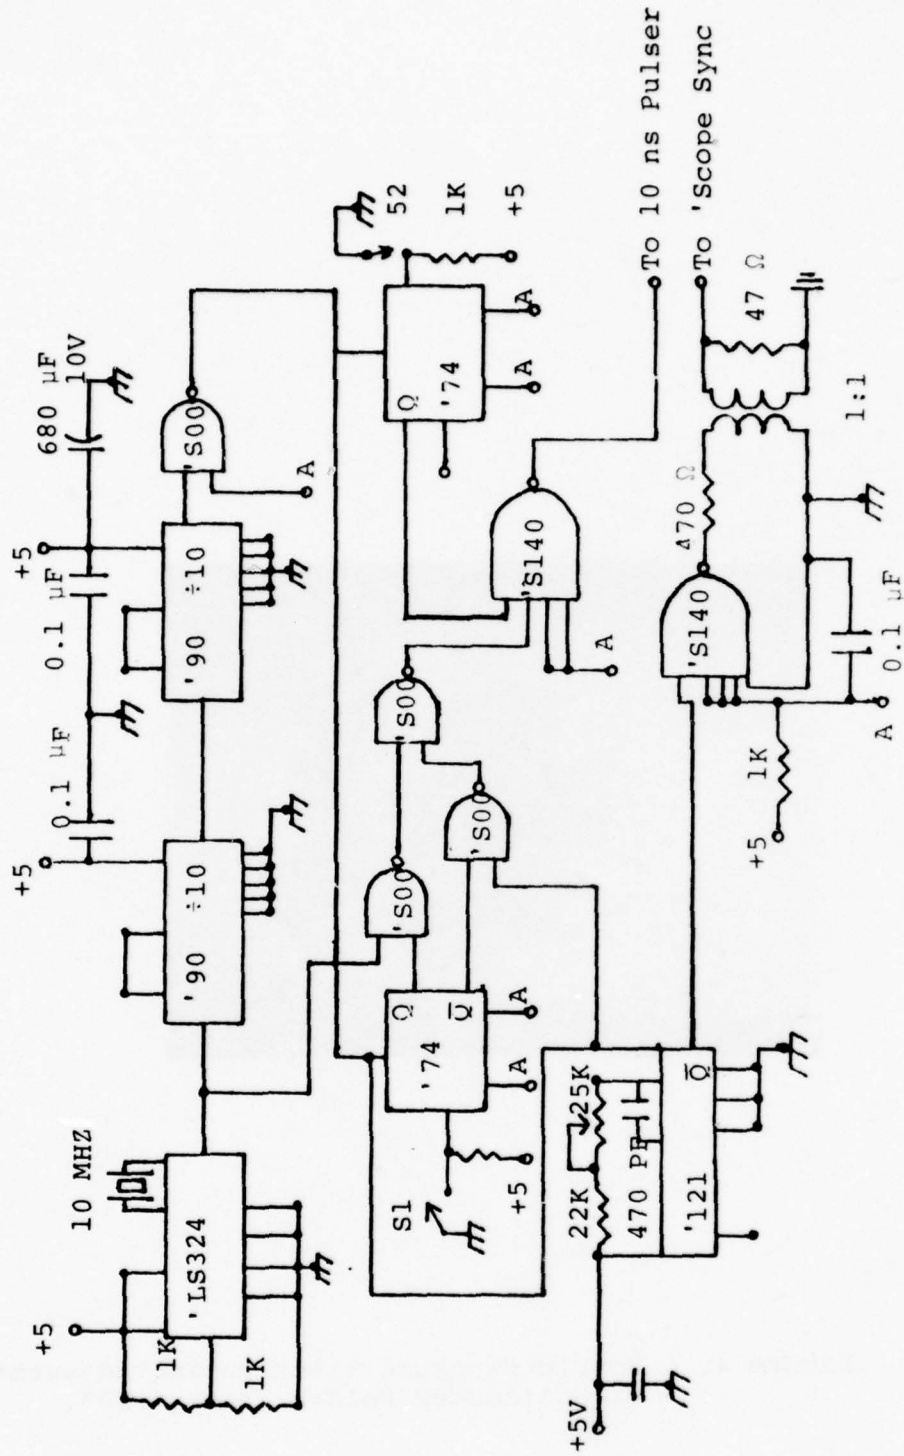 +5
10 MHZ
'LS324
1K
1K
+5
0.1 µF
'90
÷10
+5
0.1 µF
'90
÷10
680 µF
10V
'S00
A
S1
+5
'74
Q
Q̅
A
A
'S00
'S00
'S00
'S140
A
Q
'74
A
A
52
1K
+5
To 10 ns Pulser
+5V
22K
25K
470 PF
'121
Q̅
+5
1K
A
0.1 µF
'S140
470 Ω
1:1
47 Ω
To 'Scope Sync